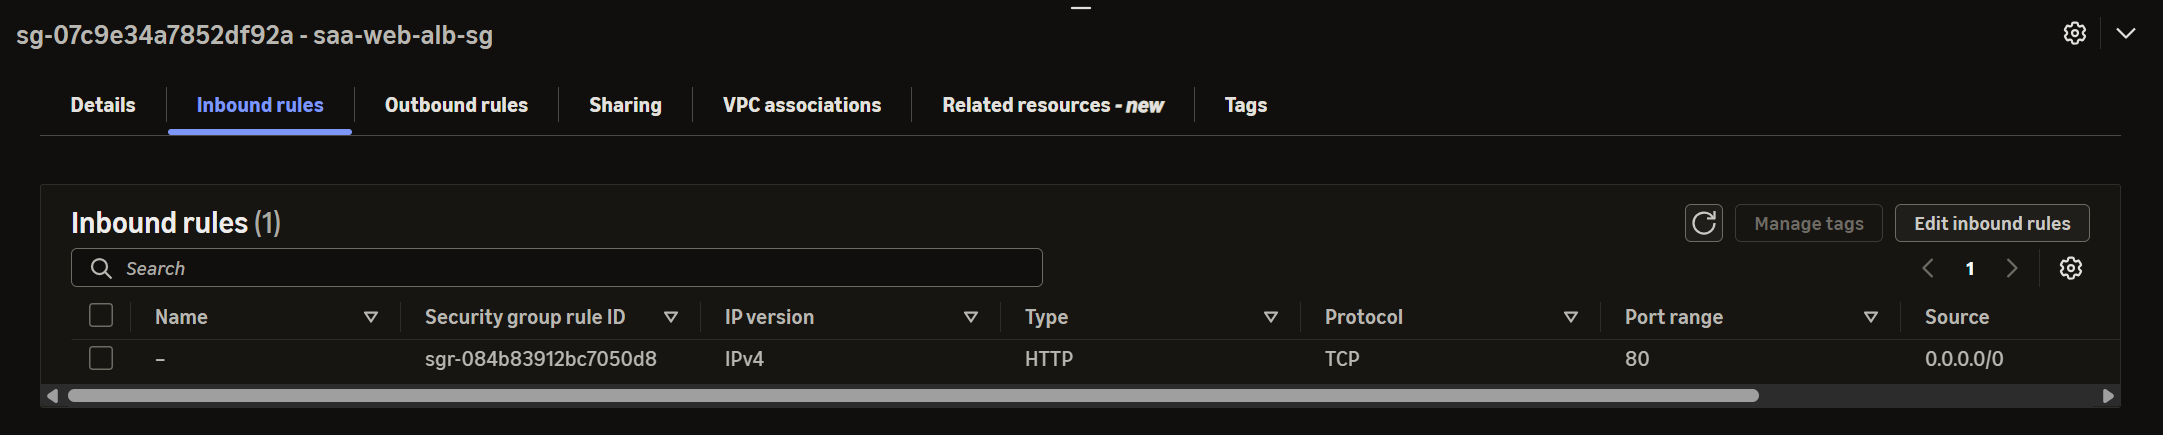 sg-07c9e34a7852df92a - saa-web-alb-sg
Details Inbound rules Outbound rules Sharing VPC associations Related resources - new Tags
Inbound rules (1)
Manage tags Edit inbound rules
Search
1
Name Security group rule ID IP version Type Protocol Port range Source
– sgr-084b83912bc7050d8 IPv4 HTTP TCP 80 0.0.0.0/0